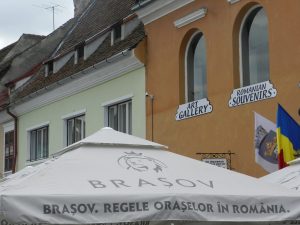 ART
GALLERY
ROMANIAN
SOUVENIRS
BRAȘOV
BRAȘOV. REGELE ORAȘELOR ÎN ROMÂNIA.